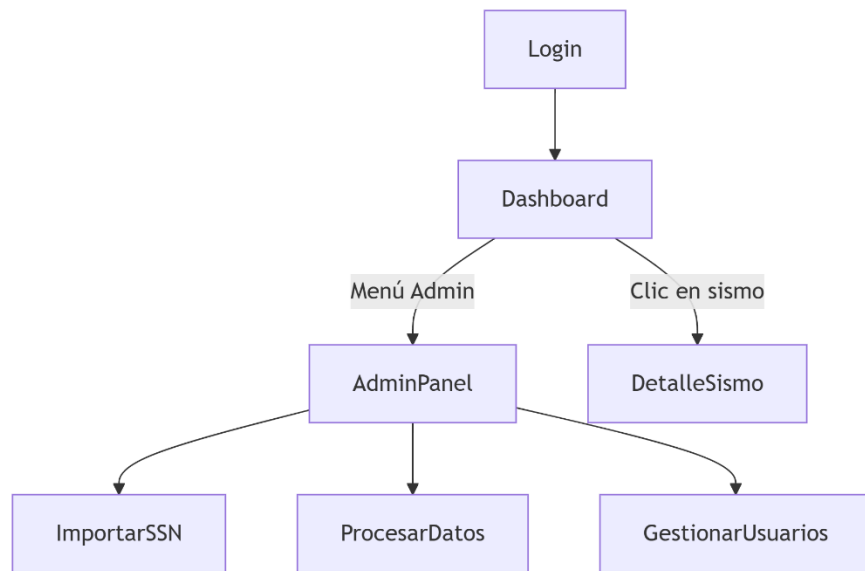 Login
Dashboard
Menú Admin
Clic en sismo
AdminPanel
DetalleSismo
ImportarSSN
ProcesarDatos
GestionarUsuarios